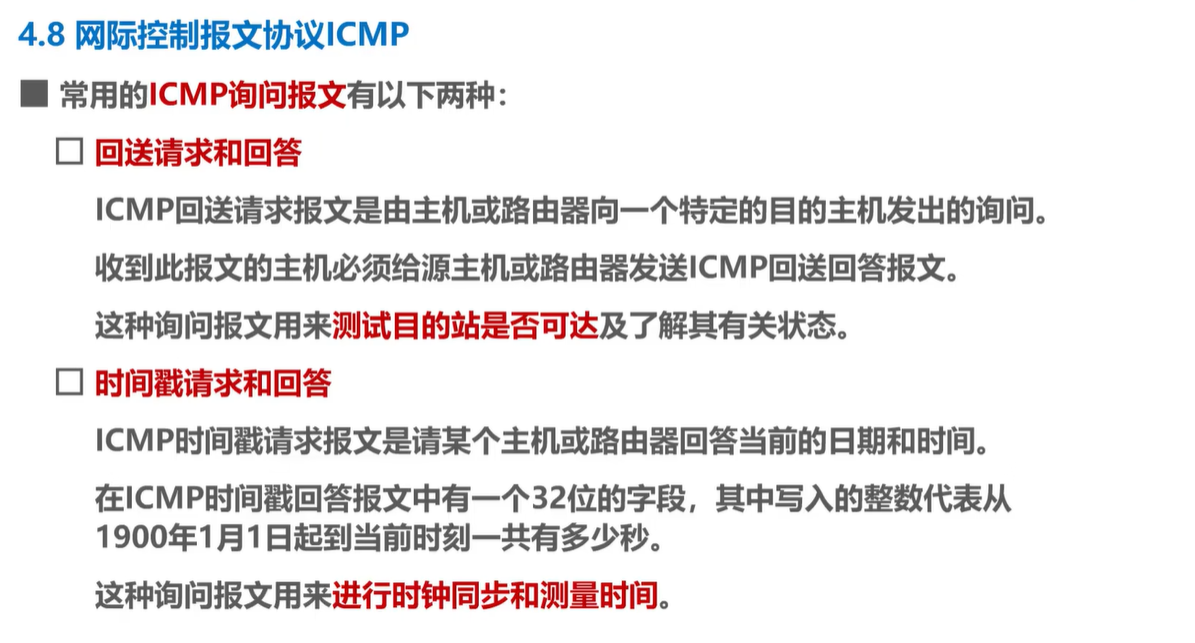 4.8 网际控制报文协议ICMP
■ 常用的ICMP询问报文有以下两种：
□ 回送请求和回答
ICMP回送请求报文是由主机或路由器向一个特定的目的主机发出的询问。
收到此报文的主机必须给源主机或路由器发送ICMP回送回答报文。
这种询问报文用来测试目的站是否可达及了解其有关状态。
□ 时间戳请求和回答
ICMP时间戳请求报文是请某个主机或路由器回答当前的日期和时间。
在ICMP时间戳回答报文中有一个32位的字段，其中写入的整数代表从
1900年1月1日起到当前时刻一共有多少秒。
这种询问报文用来进行时钟同步和测量时间。